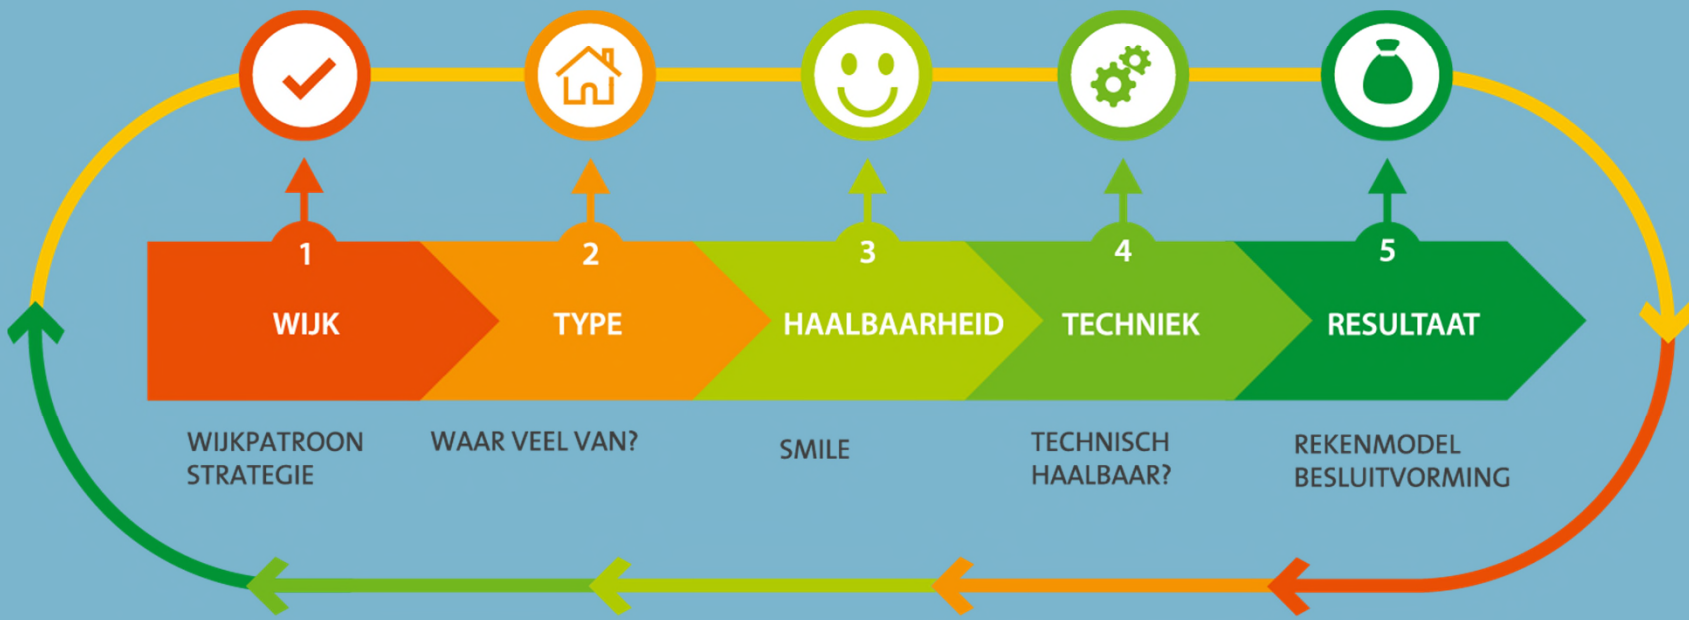 1
WIJK
WIJKPATROON
STRATEGIE
2
TYPE
WAAR VEEL VAN?
3
HAALBAARHEID
SMILE
4
TECHNIEK
TECHNISCH
HAALBAAR?
5
RESULTAAT
REKENMODEL
BESLUITVORMING